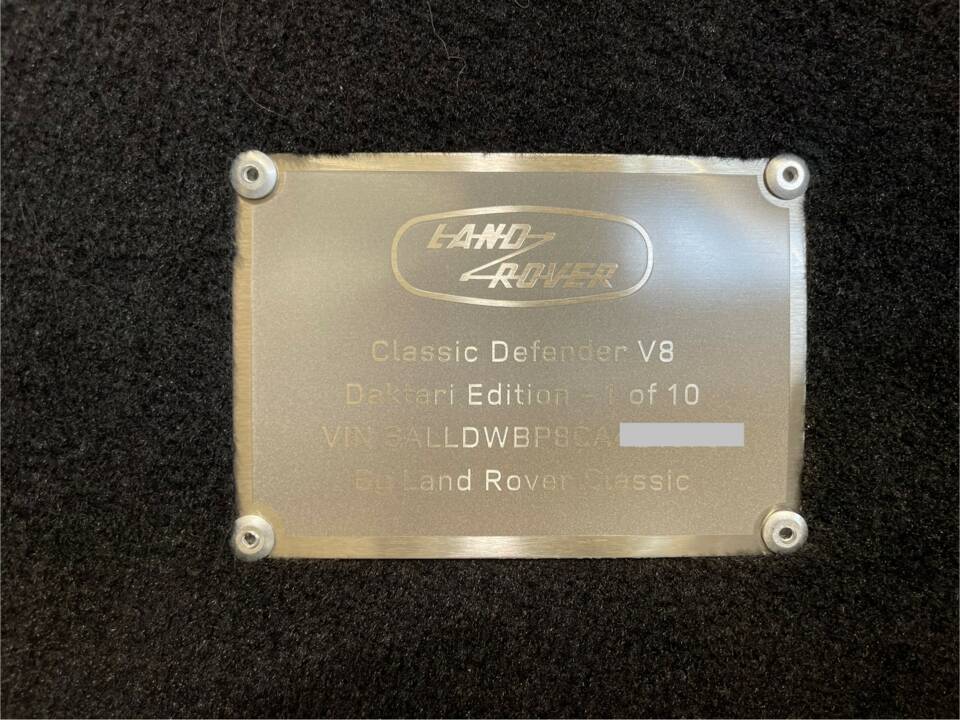 LAND
ROVER
Classic Defender V8
Daktari Edition - 1 of 10
VIN SALLDWBP8CA
By Land Rover Classic